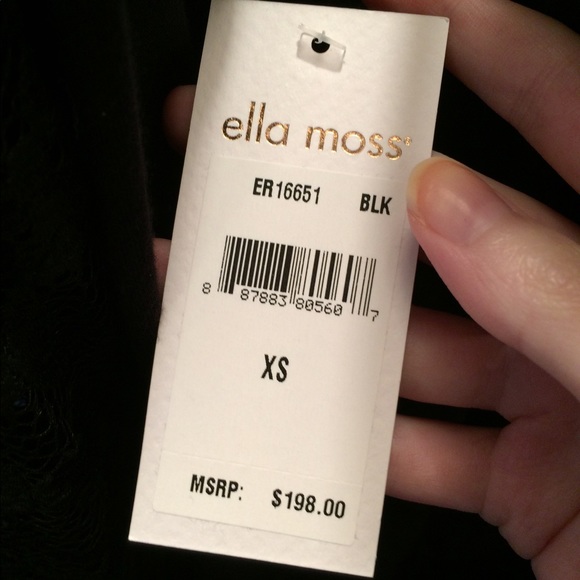 ella moss®
ER16651 BLK
8 87883 80560 7
XS
MSRP: $198.00